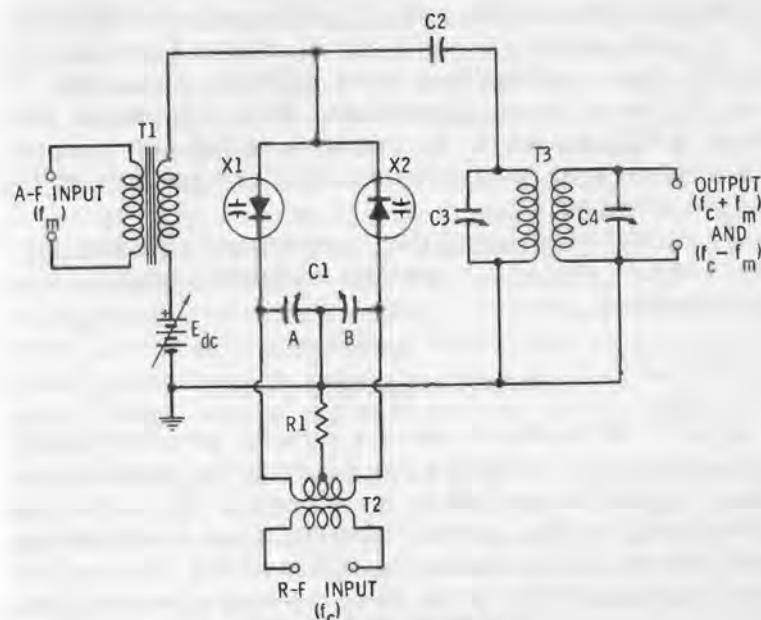 C2
T1
X1
X2
T3
A-F INPUT
(fm)
C3
C4
OUTPUT
(fc + fm)
AND
(fc - fm)
C1
A
B
+
Edc
R1
T2
R-F INPUT
(fc)